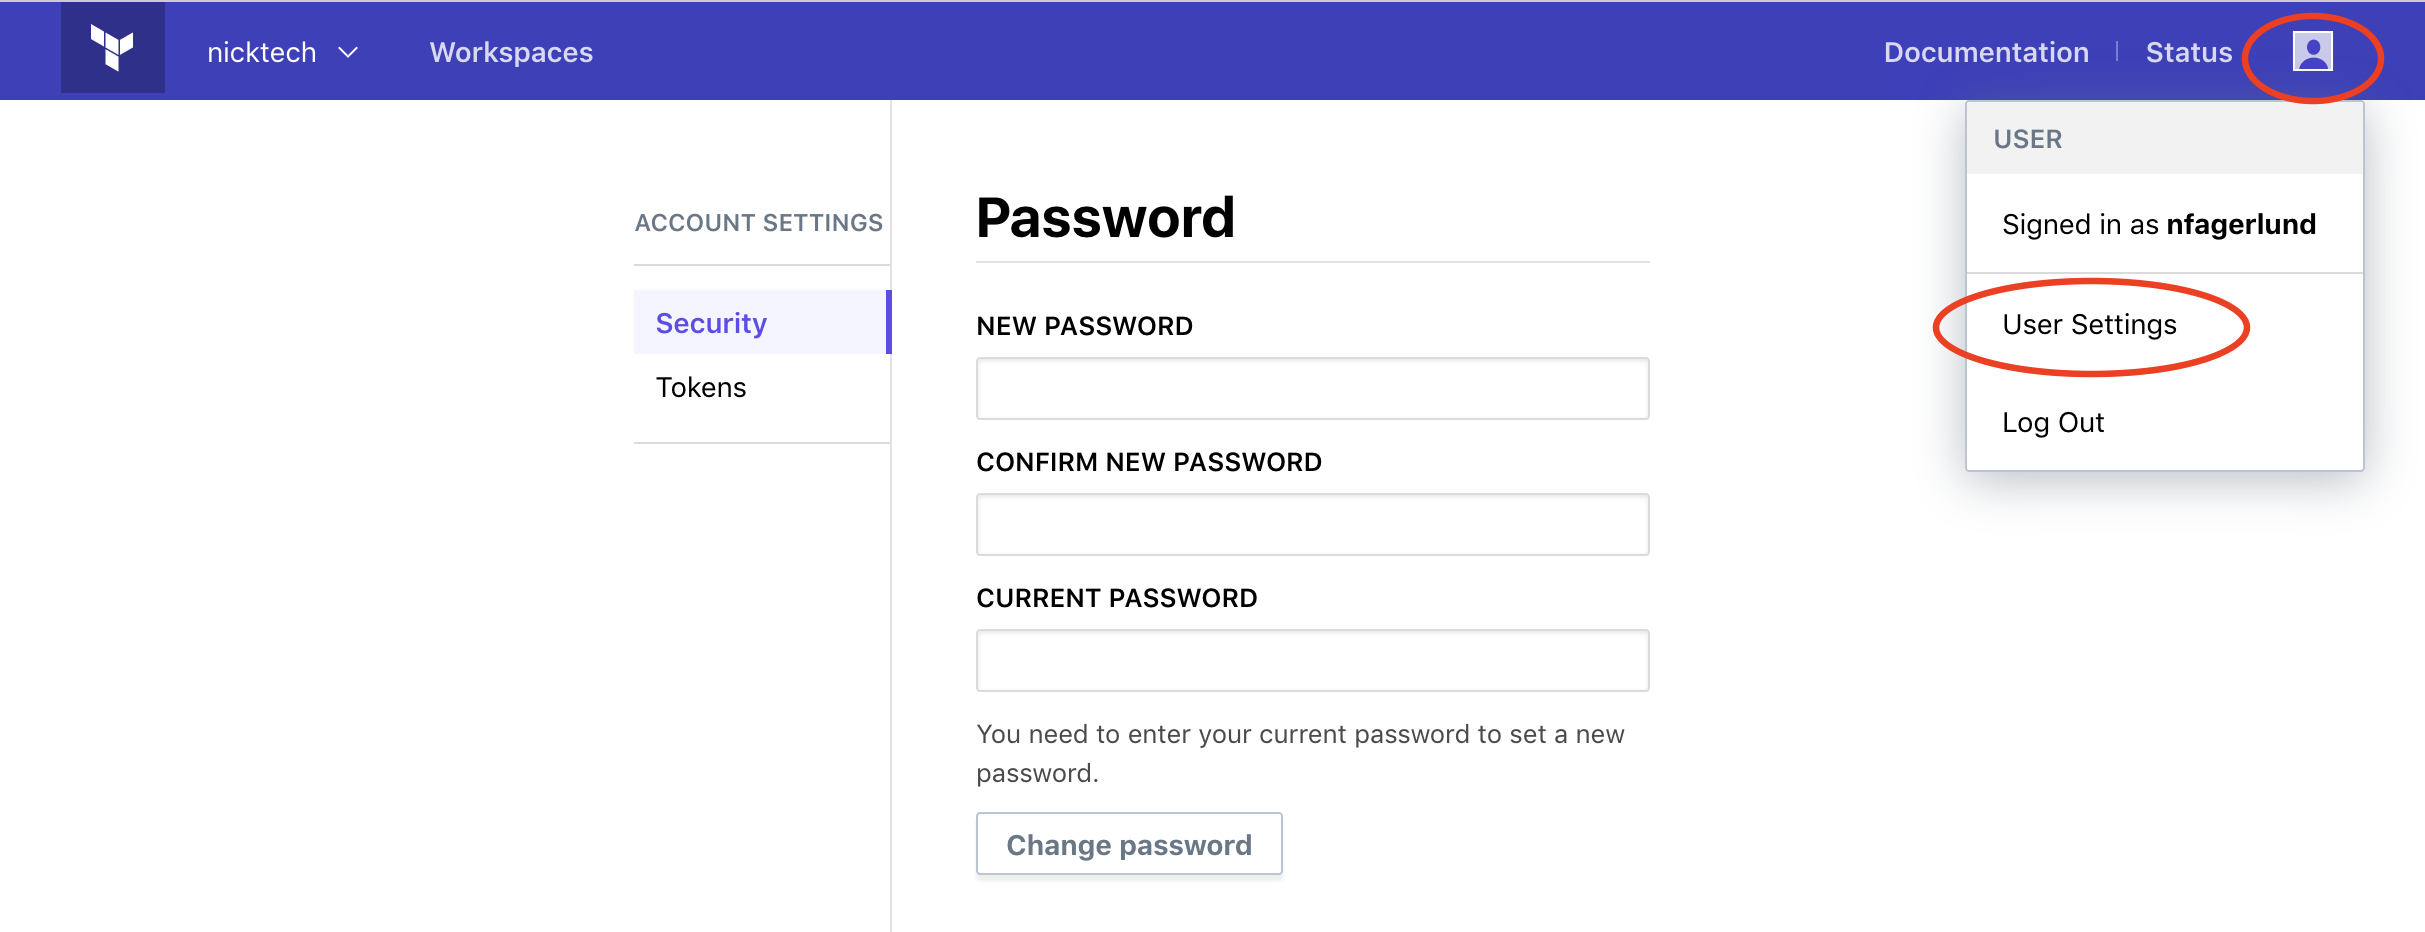 nicktech
Workspaces
Documentation
Status
USER
Signed in as nfagerlund
User Settings
Log Out
ACCOUNT SETTINGS
Security
Tokens
Password
NEW PASSWORD
CONFIRM NEW PASSWORD
CURRENT PASSWORD
You need to enter your current password to set a new
password.
Change password